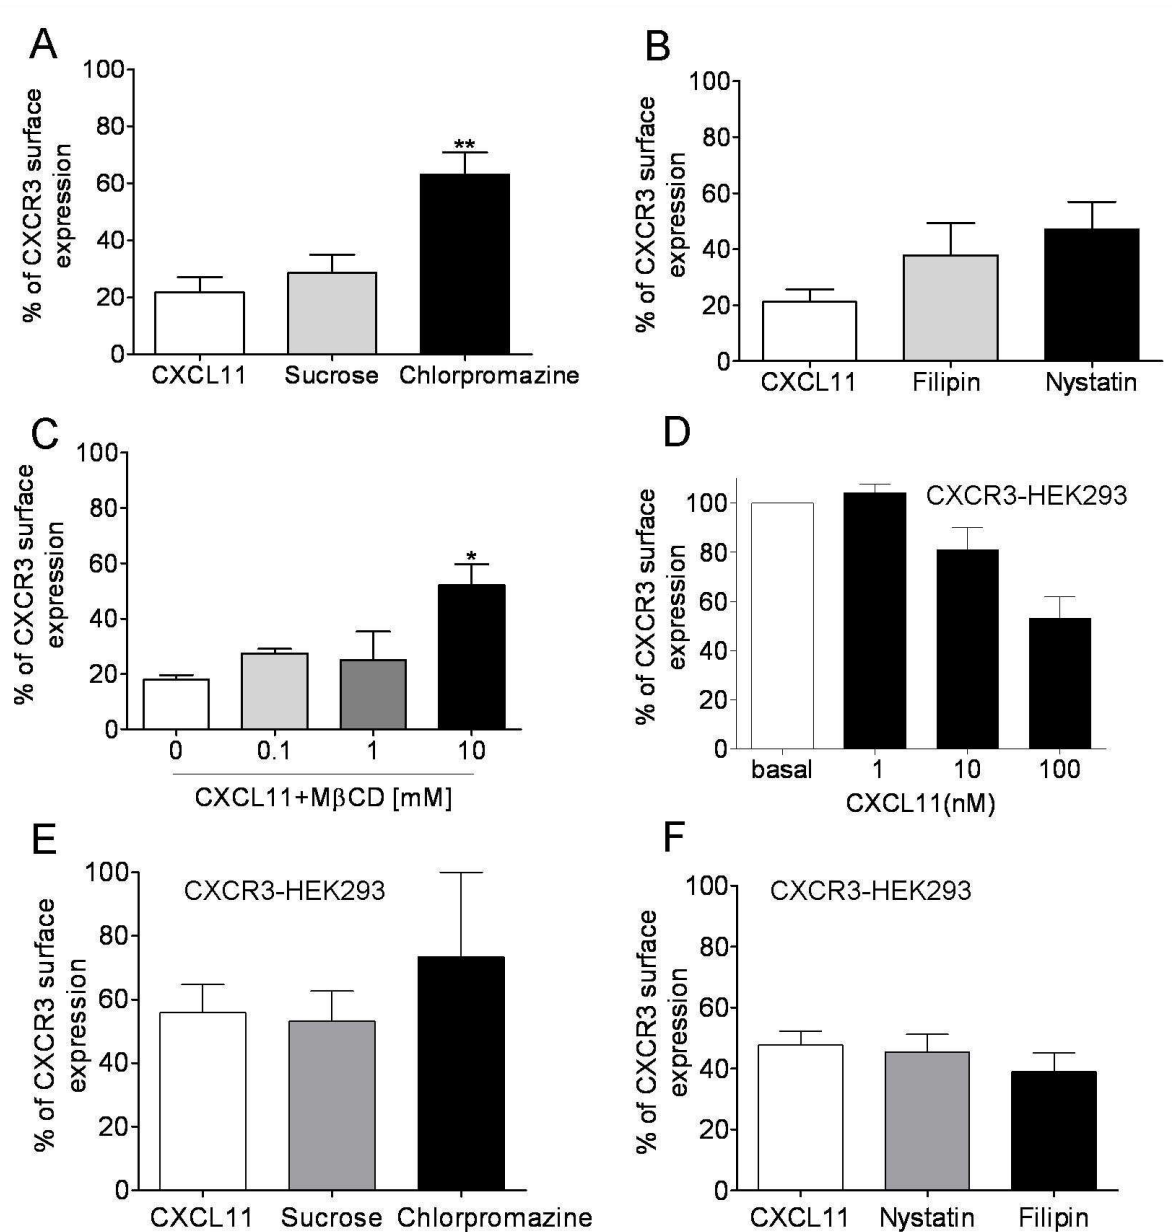 A
% of CXCR3 surface
expression
100
80
60
40
20
0
**
CXCL11 Sucrose Chlorpromazine
B
% of CXCR3 surface
expression
100
80
60
40
20
0
CXCL11 Filipin Nystatin
C
% of CXCR3 surface
expression
100
80
60
40
20
0
*
0 0.1 1 10
CXCL11+MβCD [mM]
D
% of CXCR3 surface
expression
CXCR3-HEK293
100
80
60
40
20
0
basal 1 10 100
CXCL11(nM)
E
% of CXCR3 surface
expression
CXCR3-HEK293
100
80
60
40
20
0
CXCL11 Sucrose Chlorpromazine
F
% of CXCR3 surface
expression
CXCR3-HEK293
100
80
60
40
20
0
CXCL11 Nystatin Filipin